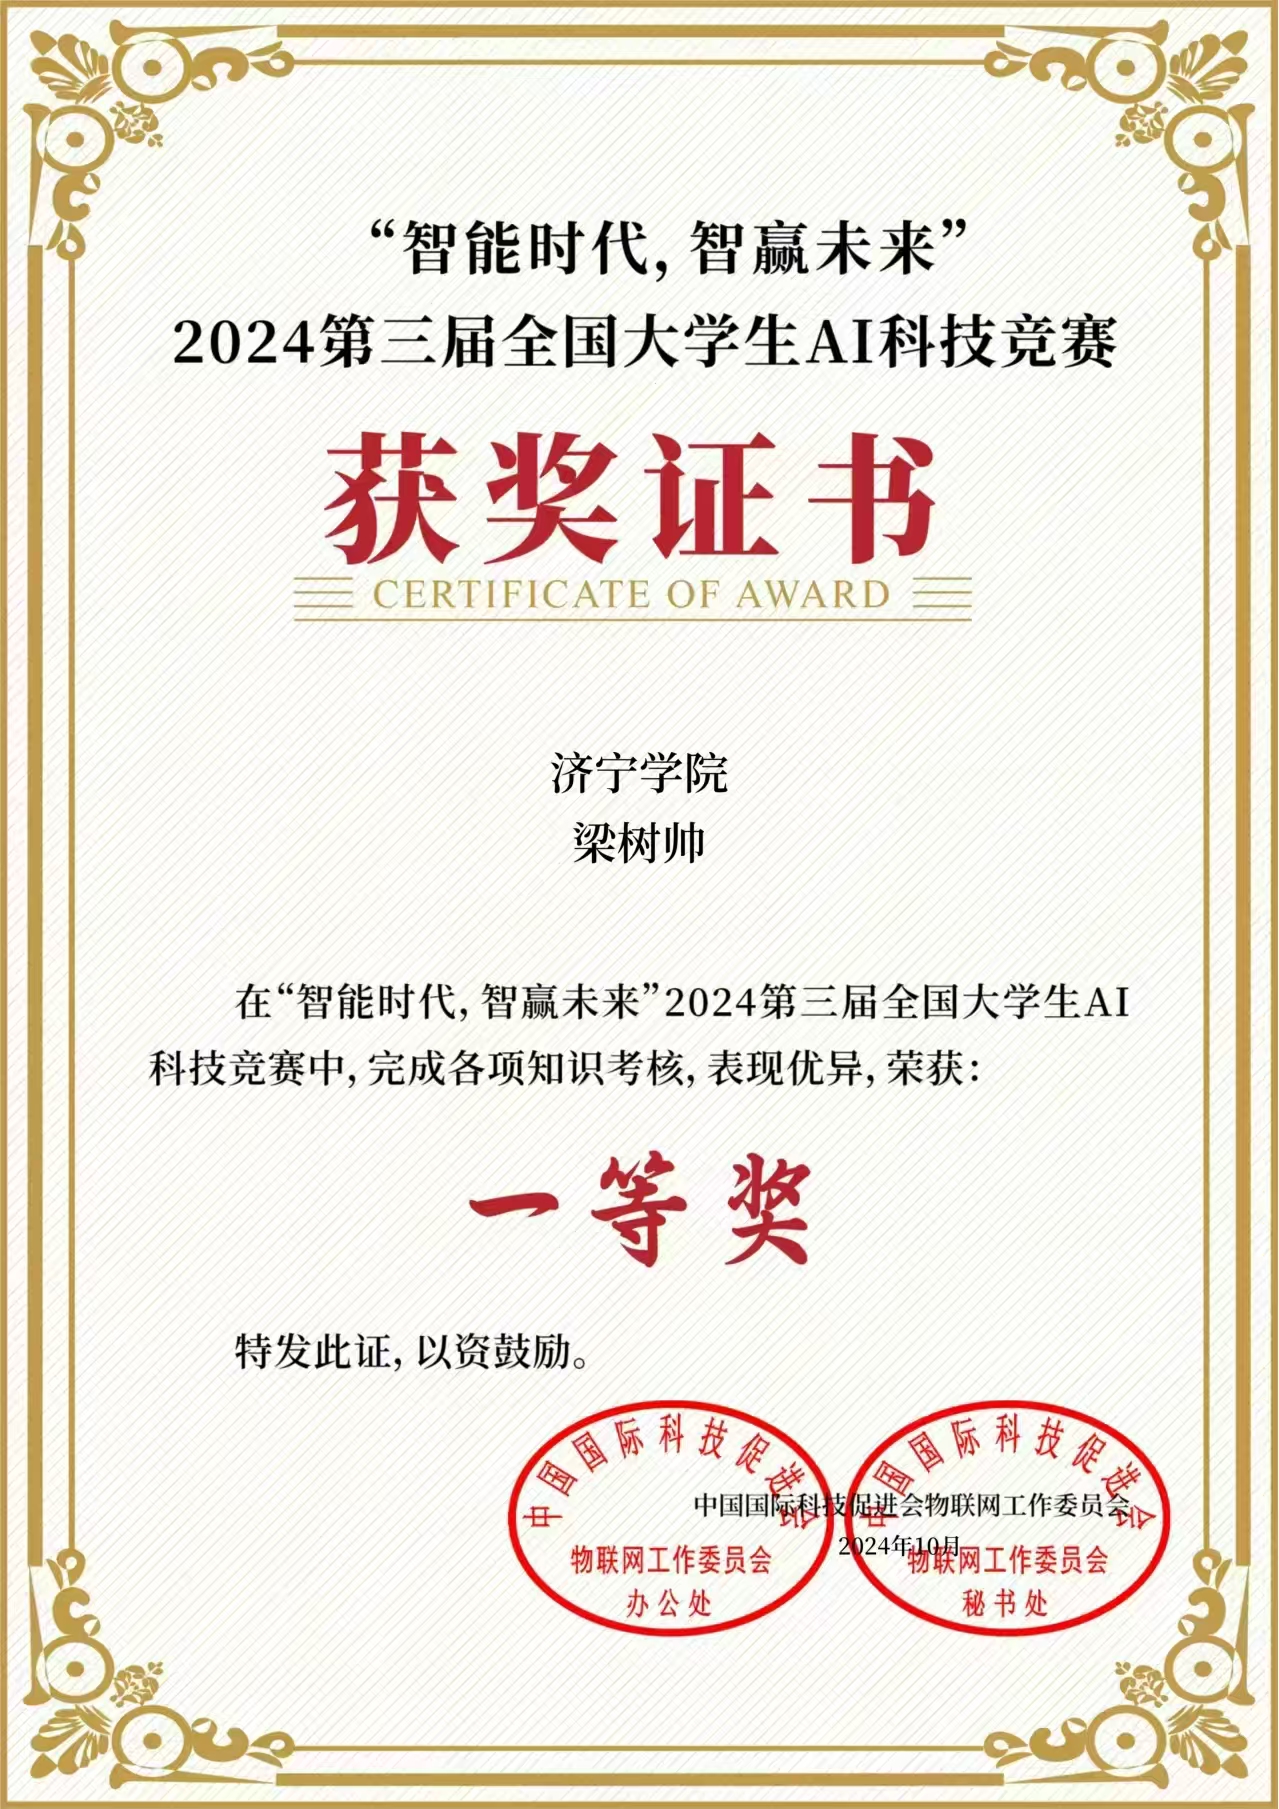 “智能时代，智赢未来”
2024第三届全国大学生AI科技竞赛
获奖证书
CERTIFICATE OF AWARD
济宁学院
梁树帅
在“智能时代，智赢未来”2024第三届全国大学生AI
科技竞赛中，完成各项知识考核，表现优异，荣获：
一等奖
特发此证，以资鼓励。
中国国际科技促进会物联网工作委员会
2024年10月
中国国际科技促进会
物联网工作委员会
办公处
中国国际科技促进会
物联网工作委员会
秘书处